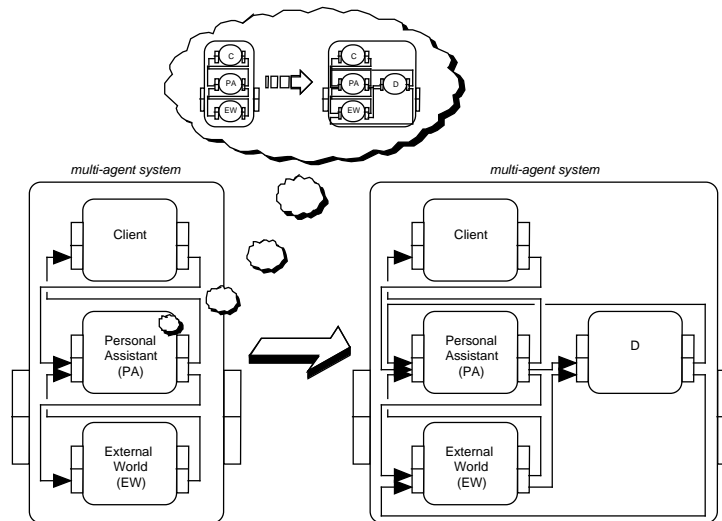 C
PA
EW
C
PA
D
EW
multi-agent system
Client
Personal
Assistant
(PA)
External
World
(EW)
multi-agent system
Client
Personal
Assistant
(PA)
D
External
World
(EW)